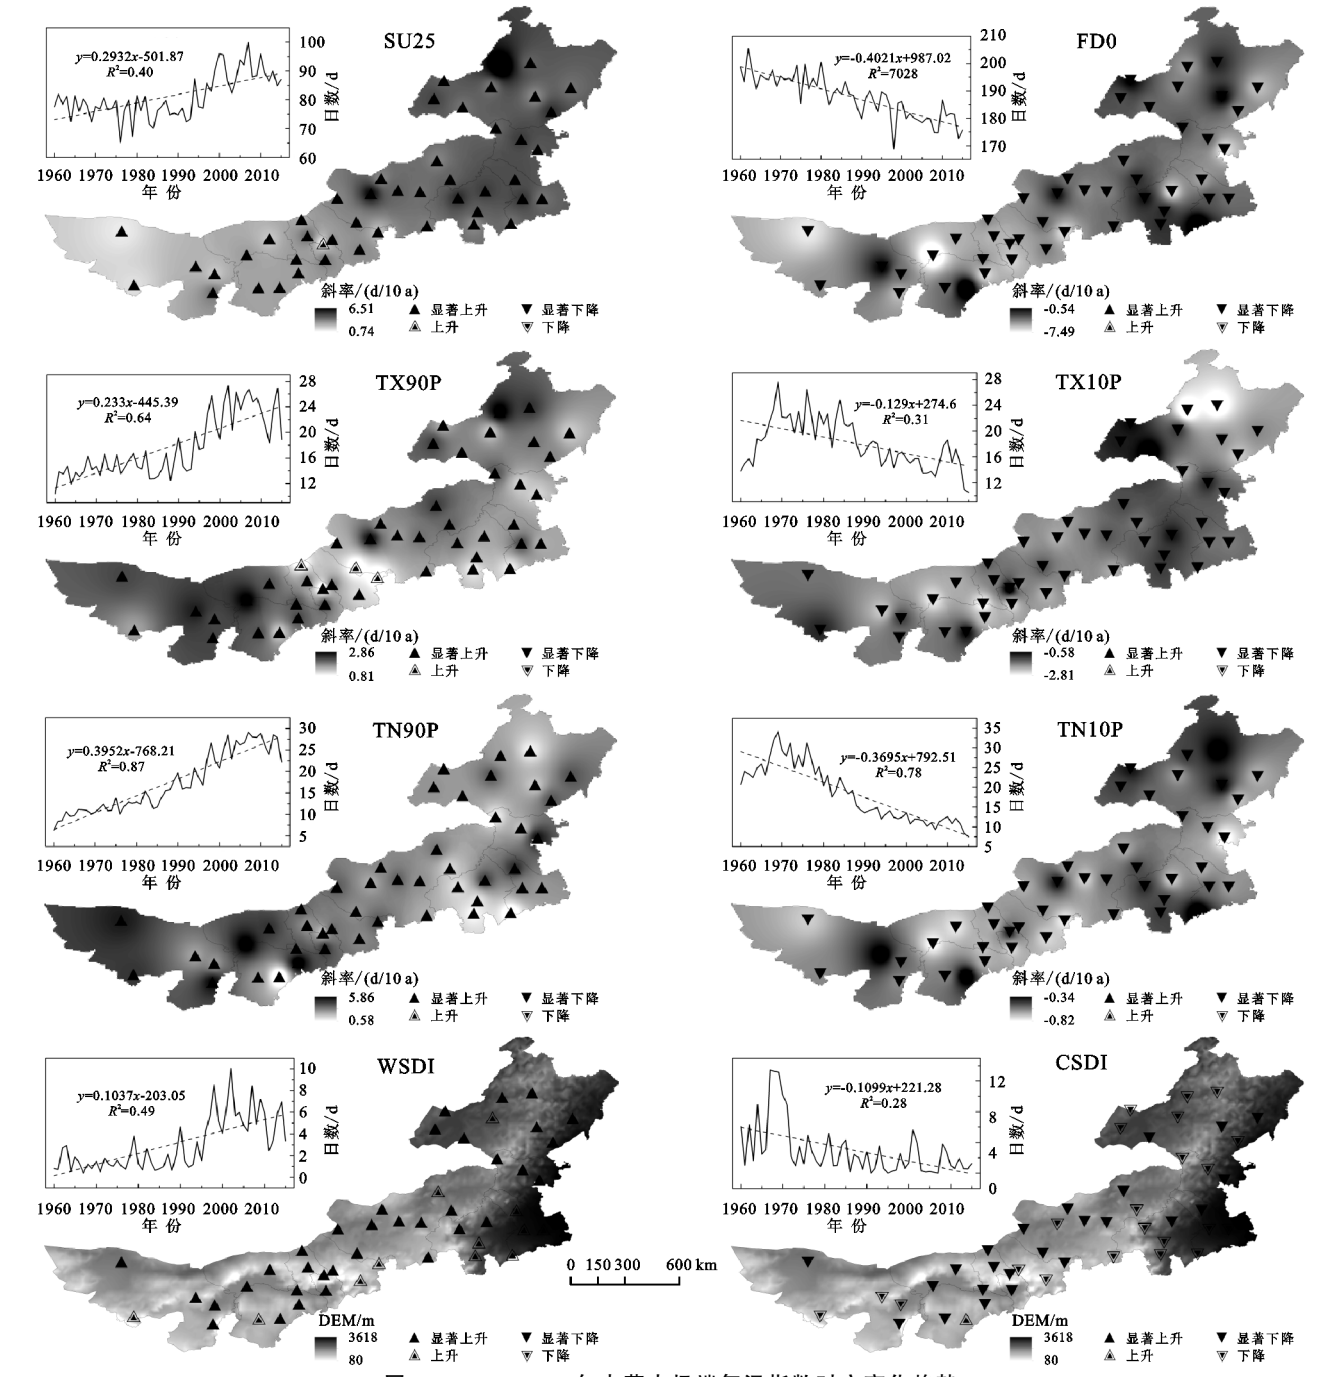 SU25
y=0.2932x-501.87
R²=0.40
100
90
80
70
60
日数/d
1960 1970 1980 1990 2000 2010
年 份
斜率/(d/10 a)
6.51
0.74
显著上升
显著下降
上升
下降
FD0
y=-0.4021x+987.02
R²=7028
210
200
190
180
170
日数/d
1960 1970 1980 1990 2000 2010
年 份
斜率/(d/10 a)
-0.54
-7.49
显著上升
显著下降
上升
下降
TX90P
y=0.233x-445.39
R²=0.64
28
24
20
16
12
日数/d
1960 1970 1980 1990 2000 2010
年 份
斜率/(d/10 a)
2.86
0.81
显著上升
显著下降
上升
下降
TX10P
y=-0.129x+274.6
R²=0.31
28
24
20
16
12
日数/d
1960 1970 1980 1990 2000 2010
年 份
斜率/(d/10 a)
-0.58
-2.81
显著上升
显著下降
上升
下降
TN90P
y=0.3952x-768.21
R²=0.87
30
25
20
15
10
5
日数/d
1960 1970 1980 1990 2000 2010
年 份
斜率/(d/10 a)
5.86
0.58
显著上升
显著下降
上升
下降
TN10P
y=-0.3695x+792.51
R²=0.78
35
30
25
20
15
10
5
日数/d
1960 1970 1980 1990 2000 2010
年 份
斜率/(d/10 a)
-0.34
-0.82
显著上升
显著下降
上升
下降
WSDI
y=0.1037x-203.05
R²=0.49
10
8
6
4
2
0
日数/d
1960 1970 1980 1990 2000 2010
年 份
DEM/m
3618
80
显著上升
显著下降
上升
下降
0 150 300 600 km
CSDI
y=-0.1099x+221.28
R²=0.28
12
8
4
0
日数/d
1960 1970 1980 1990 2000 2010
年 份
DEM/m
3618
80
显著上升
显著下降
上升
下降